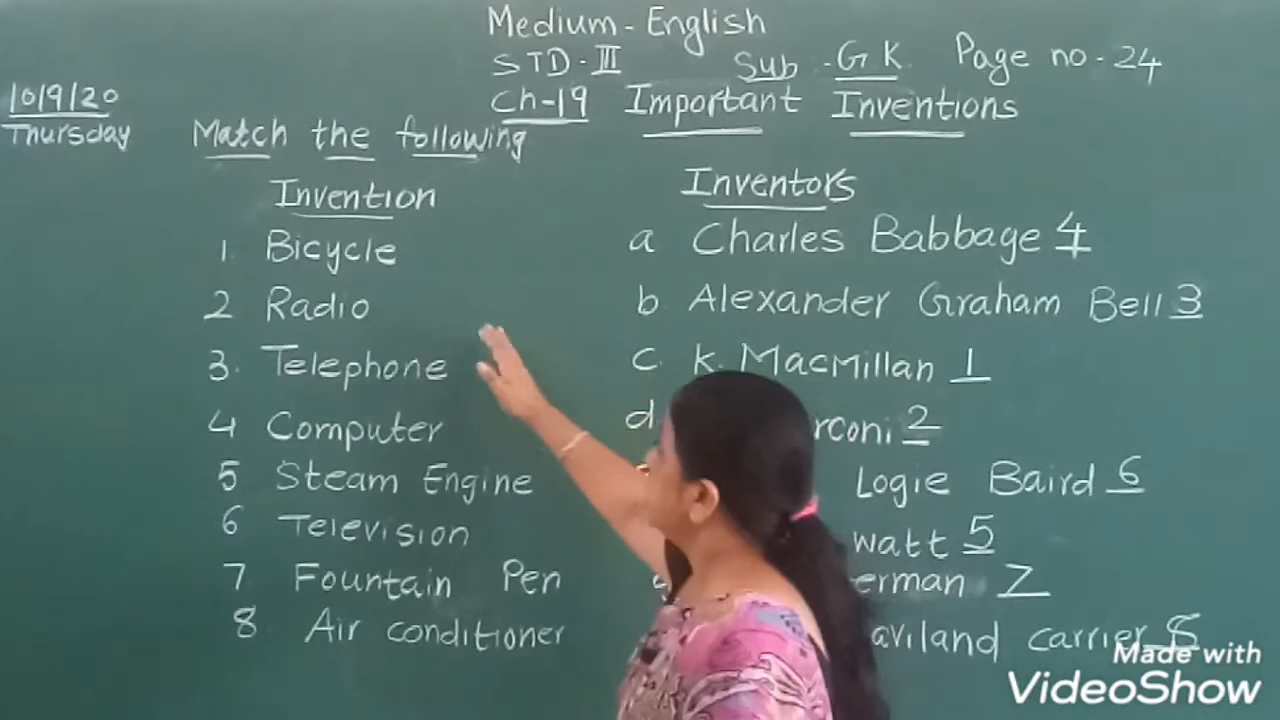 Medium - English
STD - III Sub - G K Page no - 24
10/9/20
Thursday
Ch-19 Important Inventions
Match the following
Invention Inventors
1. Bicycle a Charles Babbage 4
2 Radio b Alexander Graham Bell 3
3. Telephone c. K. Macmillan 1
4 Computer d 2
5 Steam Engine Logie Baird 6
6 Television watt 5
7 Fountain Pen 7
8 Air conditioner carrier 8
Made with
VideoShow